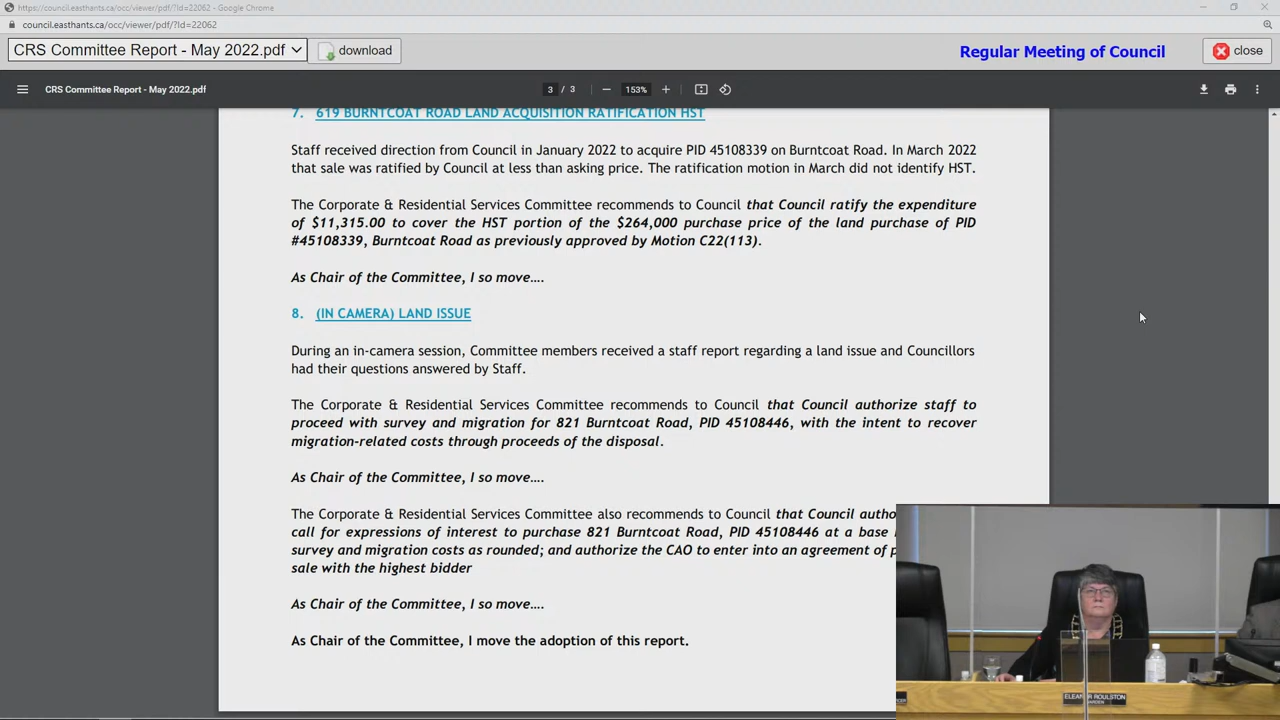 https://council.easthants.ca/occ/viewer/pdf/?Id=22062 - Google Chrome
council.easthants.ca/occ/viewer/pdf/?Id=22062
CRS Committee Report - May 2022.pdf download Regular Meeting of Council close
CRS Committee Report - May 2022.pdf 3 / 3 153%
7. 619 BURNTCOAT ROAD LAND ACQUISITION RATIFICATION HST
Staff received direction from Council in January 2022 to acquire PID 45108339 on Burntcoat Road. In March 2022
that sale was ratified by Council at less than asking price. The ratification motion in March did not identify HST.
The Corporate & Residential Services Committee recommends to Council that Council ratify the expenditure
of $11,315.00 to cover the HST portion of the $264,000 purchase price of the land purchase of PID
#45108339, Burntcoat Road as previously approved by Motion C22(113).
As Chair of the Committee, I so move….
8. (IN CAMERA) LAND ISSUE
During an in-camera session, Committee members received a staff report regarding a land issue and Councillors
had their questions answered by Staff.
The Corporate & Residential Services Committee recommends to Council that Council authorize staff to
proceed with survey and migration for 821 Burntcoat Road, PID 45108446, with the intent to recover
migration-related costs through proceeds of the disposal.
As Chair of the Committee, I so move….
The Corporate & Residential Services Committee also recommends to Council that Council
call for expressions of interest to purchase 821 Burntcoat Road, PID 45108446 at a base
survey and migration costs as rounded; and authorize the CAO to enter into an agreement of
sale with the highest bidder
As Chair of the Committee, I so move….
As Chair of the Committee, I move the adoption of this report.
ELEANOR ROULSTON
WARDEN